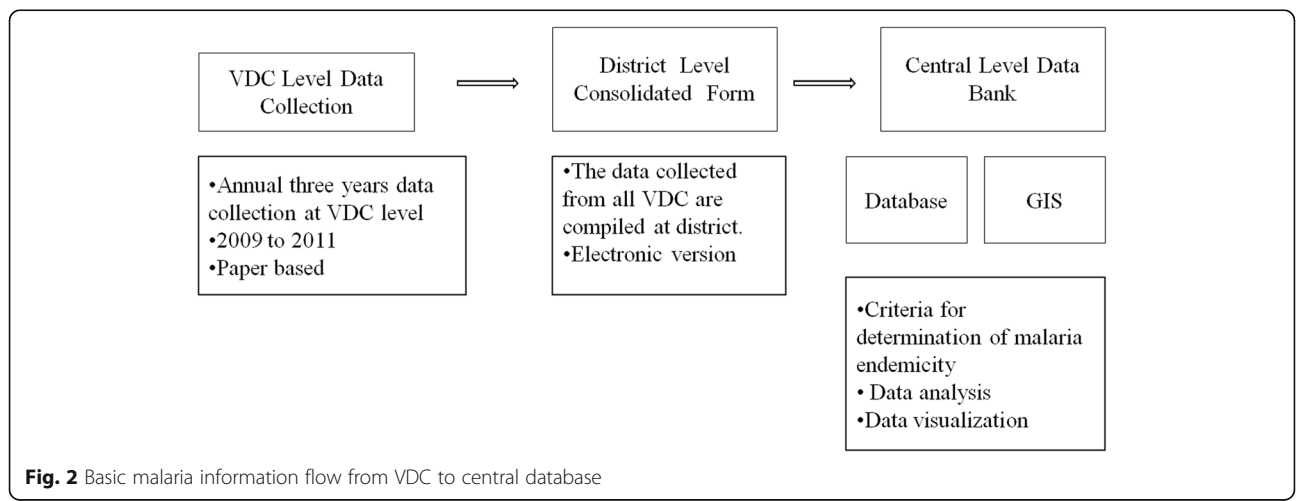 VDC Level Data
Collection
District Level
Consolidated Form
Central Level Data
Bank
•Annual three years data
collection at VDC level
•2009 to 2011
•Paper based
•The data collected
from all VDC are
compiled at district.
•Electronic version
Database
GIS
•Criteria for
determination of malaria
endemicity
• Data analysis
•Data visualization
Fig. 2 Basic malaria information flow from VDC to central database